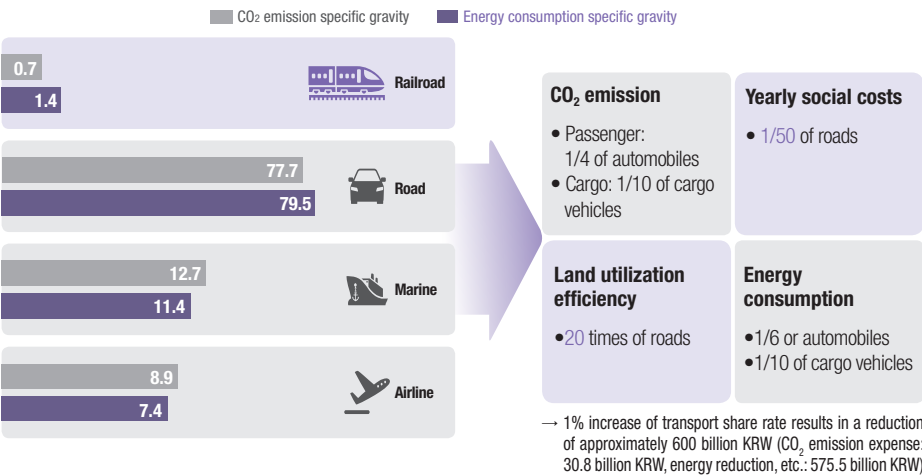 CO₂ emission specific gravity
Energy consumption specific gravity
0.7
1.4
Railroad
77.7
79.5
Road
12.7
11.4
Marine
8.9
7.4
Airline
CO₂ emission
• Passenger:
1/4 of automobiles
• Cargo: 1/10 of cargo
vehicles
Yearly social costs
• 1/50 of roads
Land utilization
efficiency
•20 times of roads
Energy
consumption
•1/6 or automobiles
•1/10 of cargo vehicles
→ 1% increase of transport share rate results in a reduction
of approximately 600 billion KRW (CO₂ emission expense:
30.8 billion KRW, energy reduction, etc.: 575.5 billion KRW)